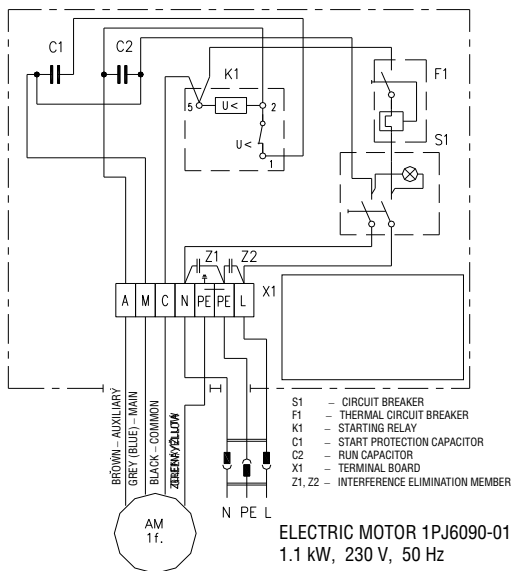 C1
C2
K1
F1
5
U<
2
U<
1
S1
Z1
Z2
A M C N PE PE L
X1
BROWN – AUXILIARY
GREY (BLUE) – MAIN
BLACK – COMMON
AM
1f.
N PE L
S1 – CIRCUIT BREAKER
F1 – THERMAL CIRCUIT BREAKER
K1 – STARTING RELAY
C1 – START PROTECTION CAPACITOR
C2 – RUN CAPACITOR
X1 – TERMINAL BOARD
Z1, Z2 – INTERFERENCE ELIMINATION MEMBER
ELECTRIC MOTOR 1PJ6090-01
1.1 kW, 230 V, 50 Hz